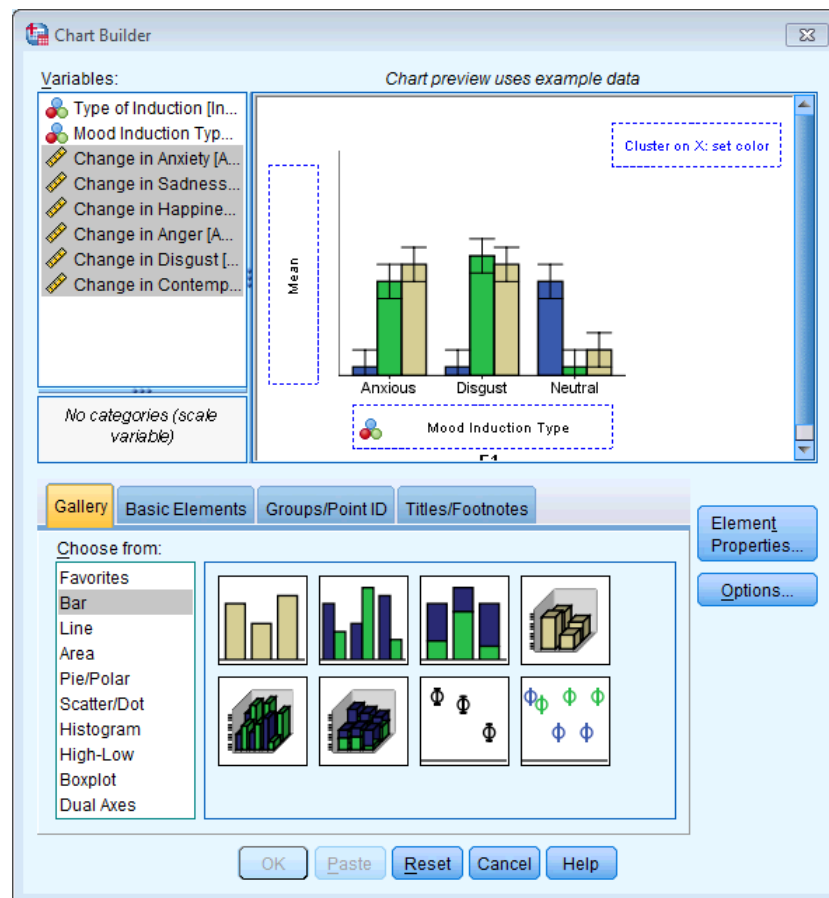 Chart Builder
Variables:
Chart preview uses example data
Type of Induction [In...
Mood Induction Typ...
Change in Anxiety [A...
Change in Sadness...
Change in Happine...
Change in Anger [A...
Change in Disgust [...
Change in Contemp...
No categories (scale
variable)
Cluster on X: set color
Mean
Anxious Disgust Neutral
Mood Induction Type
Gallery Basic Elements Groups/Point ID Titles/Footnotes
Choose from:
Favorites
Bar
Line
Area
Pie/Polar
Scatter/Dot
Histogram
High-Low
Boxplot
Dual Axes
Element
Properties...
Options...
OK Paste Reset Cancel Help